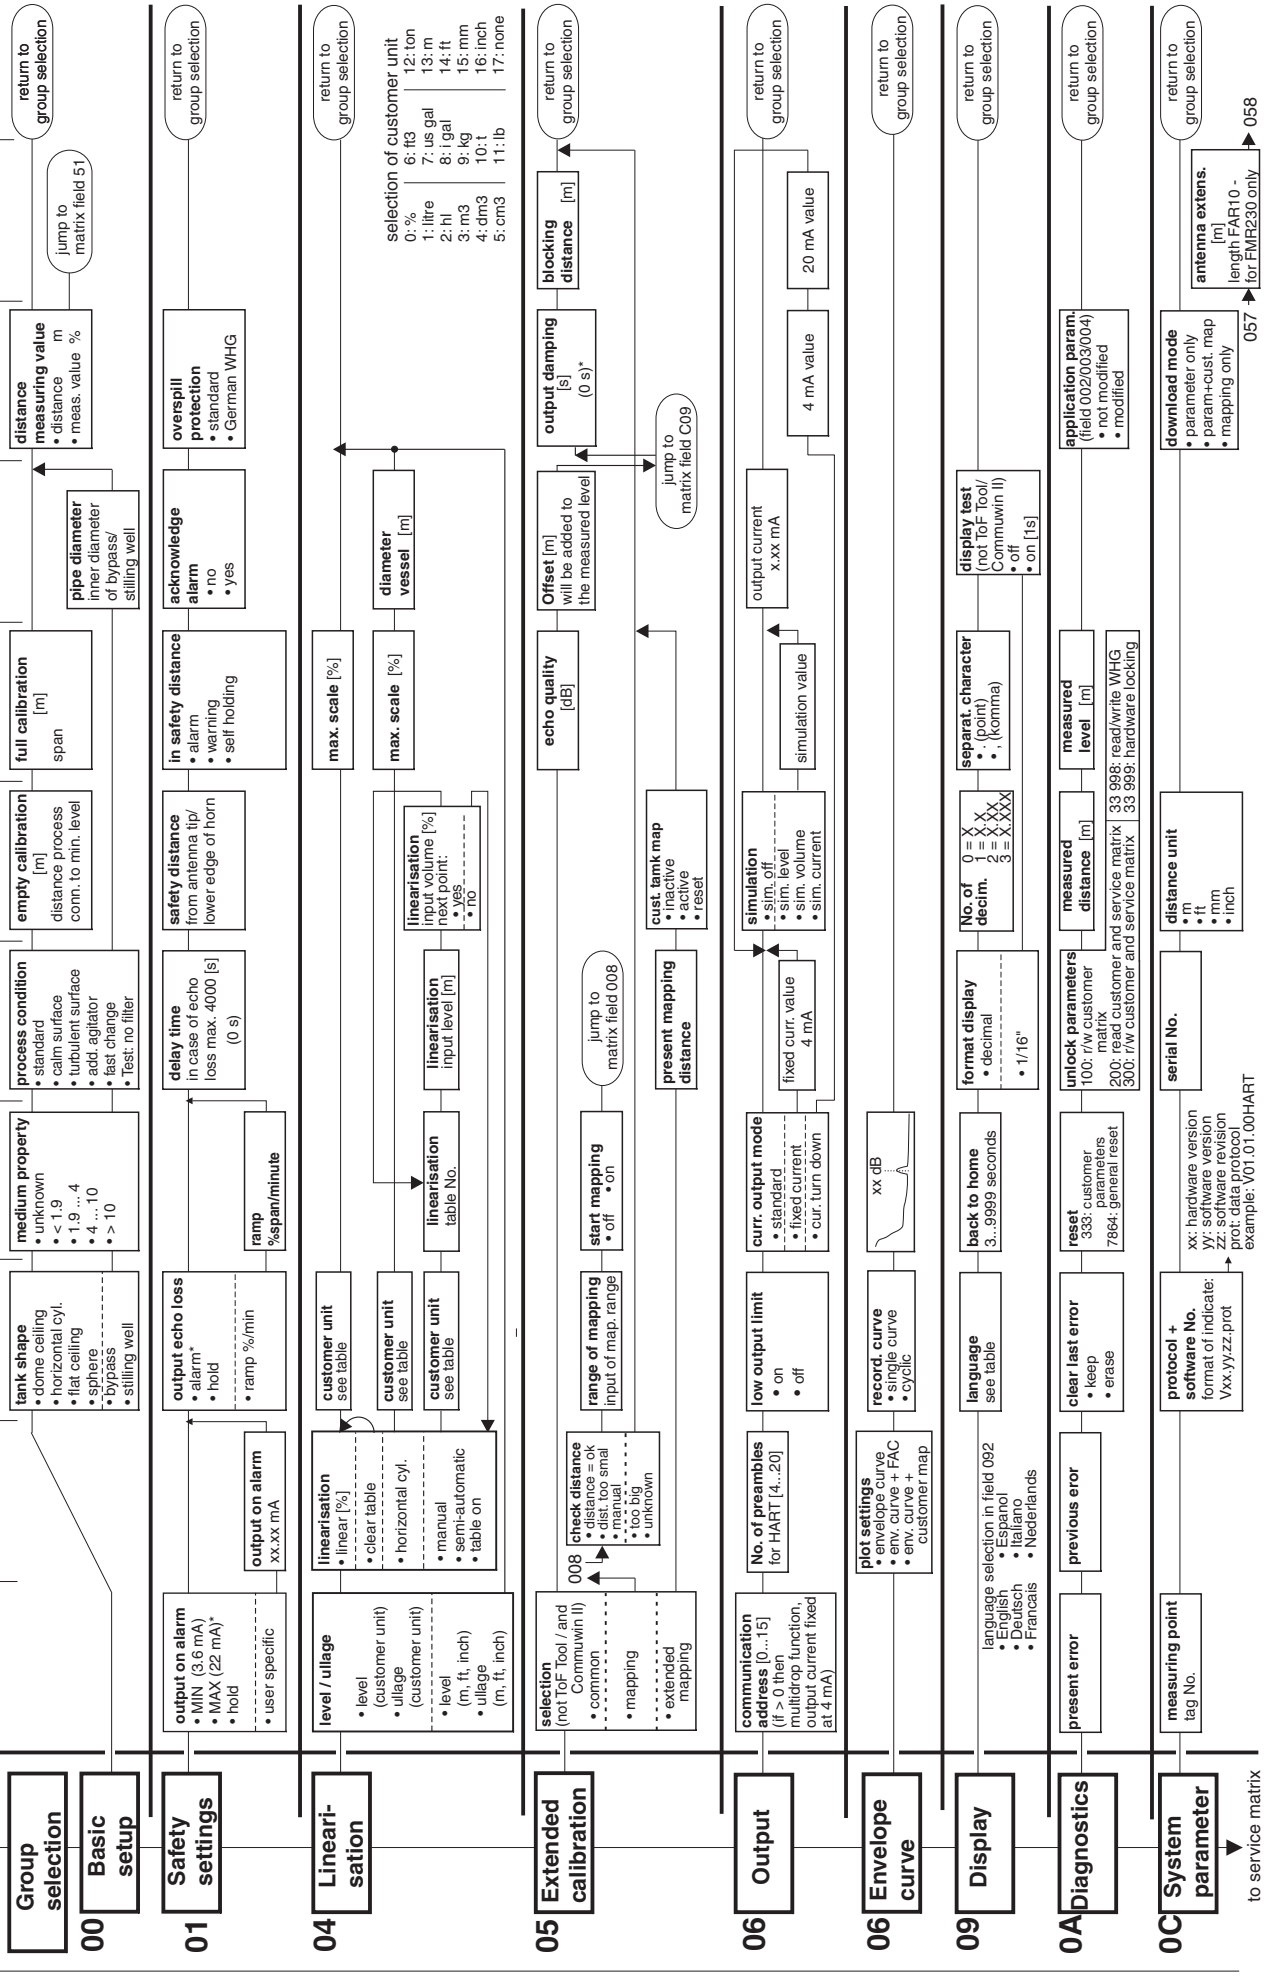 Group
selection
00
Basic
setup
tank shape
• dome ceiling
• horizontal cyl.
• flat ceiling
• sphere
• bypass
• stilling well
medium property
• unknown
• < 1.9
• 1.9 ... 4
• 4 ... 10
• > 10
process condition
• standard
• calm surface
• turbulent surface
• add. agitator
• fast change
• Test: no filter
empty calibration
[m]
distance process
conn. to min. level
full calibration
[m]
span
pipe diameter
inner diameter
of bypass/
stilling well
distance
measuring value
• distance m
• meas. value %
jump to
matrix field 51
return to
group selection
01
Safety
settings
output on alarm
• MIN (3.6 mA)
• MAX (22 mA)*
• hold
• user specific
output on alarm
xx.xx mA
output echo loss
• alarm*
• hold
• ramp %/min
ramp
%span/minute
delay time
in case of echo
loss max. 4000 [s]
(0 s)
safety distance
from antenna tip/
lower edge of horn
in safety distance
• alarm
• warning
• self holding
acknowledge
alarm
• no
• yes
overspill
protection
• standard
• German WHG
return to
group selection
04
Lineari-
sation
level / ullage
• level
(customer unit)
• ullage
(customer unit)
• level
(m, ft, inch)
• ullage
(m, ft, inch)
linearisation
• linear [%]
• clear table
• horizontal cyl.
• manual
• semi-automatic
• table on
customer unit
see table
customer unit
see table
customer unit
see table
linearisation
table No.
linearisation
input level [m]
linearisation
input volume [%]
next point:
• yes
• no
max. scale [%]
max. scale [%]
diameter
vessel [m]
return to
group selection
selection of customer unit
0: % 6: ft3 12: ton
1: litre 7: us gal 13: m
2: hl 8: i gal 14: ft
3: m3 9: kg 15: mm
4: dm3 10: t 16: inch
5: cm3 11: lb 17: none
05
Extended
calibration
selection
(not ToF Tool / and
Commuwin II)
• common
• mapping
• extended
mapping
008
check distance
• distance = ok
• dist. too smal
• manual
• too big
• unknown
range of mapping
input of map. range
start mapping
• off • on
jump to
matrix field 008
present mapping
distance
cust. tank map
• inactive
• active
• reset
echo quality
[dB]
Offset [m]
will be added to
the measured level
jump to
matrix field C09
output damping
[s]
(0 s)*
blocking
distance [m]
return to
group selection
06
Output
communication
address [0...15]
(if > 0 then
multidrop function,
output current fixed
at 4 mA)
No. of preambles
for HART [4...20]
low output limit
• on
• off
curr. output mode
• standard
• fixed current
• cur. turn down
fixed curr. value
4 mA
simulation
• sim. off
• sim. level
• sim. volume
• sim. current
simulation value
output current
x.xx mA
4 mA value
20 mA value
return to
group selection
06
Envelope
curve
plot settings
• envelope curve
• env. curve + FAC
• env. curve +
customer map
record. curve
• single curve
• cyclic
xx dB
return to
group selection
09
Display
language selection in field 092
• English • Espanol
• Deutsch • Italiano
• Francais • Nederlands
language
see table
back to home
3...9999 seconds
format display
• decimal
• 1/16"
No. of 0 = X
decim. 1 = X.X
2 = X.XX
3 = X.XXX
separat. character
• . (point)
• , (komma)
display test
(not ToF Tool/
Commuwin II)
• off
• on [1s]
return to
group selection
0A
Diagnostics
present error
previous error
clear last error
• keep
• erase
reset
333: customer
parameters
7864: general reset
unlock parameters
100: r/w customer
matrix
200: read customer and service matrix
300: r/w customer and service matrix
33 998: read/write WHG
33 999: hardware locking
measured
distance [m]
measured
level [m]
application param.
(field 002/003/004)
• not modified
• modified
return to
group selection
0C
System
parameter
measuring point
tag No.
protocol +
software No.
format of indicate:
Vxx.yy.zz.prot
xx: hardware version
yy: software version
zz: software revision
prot: data protocol
example: V01.01.00HART
serial No.
distance unit
• m
• ft
• mm
• inch
download mode
• parameter only
• param+cust. map
• mapping only
057
antenna extens.
[m]
length FAR10 -
for FMR230 only
058
return to
group selection
to service matrix